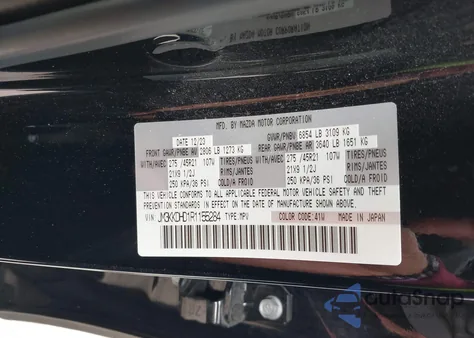 MFD. BY MAZDA MOTOR CORPORATION
DATE 12/23 GVWR/PNBV 6854 LB 3109 KG
FRONT GAWR/PNBE AV 2806 LB 1273 KG REAR GAWR/PNBE AR 3640 LB 1651 KG
WITH/AVEC 275 /45R21 107W TIRES/PNEUS WITH/AVEC 275 /45R21 107W TIRES/PNEUS
21X9 1/2J RIMS/JANTES 21X9 1/2J RIMS/JANTES
250 KPA/36 PSI COLD/A FROID 250 KPA/36 PSI COLD/A FROID
THIS VEHICLE CONFORMS TO ALL APPLICABLE FEDERAL MOTOR VEHICLE SAFETY,
BUMPER, AND THEFT PREVENTION STANDARDS IN EFFECT ON THE DATE OF
MANUFACTURE SHOWN ABOVE.
JM3KKDHD1R1155284 TYPE:MPV COLOR CODE:41W MADE IN JAPAN
autoSnap